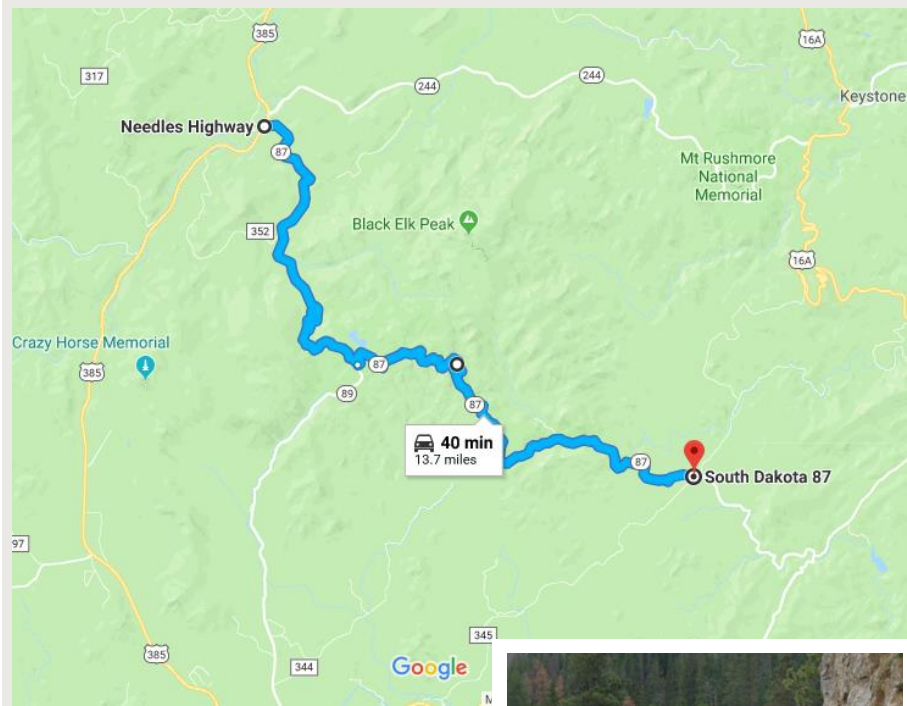 385
16A
317
244
244
Keystone
Needles Highway
87
Mt Rushmore
National
Memorial
Black Elk Peak
352
16A
Crazy Horse Memorial
385
87
89
87
40 min
13.7 miles
87
South Dakota 87
97
345
385
344
Google
M